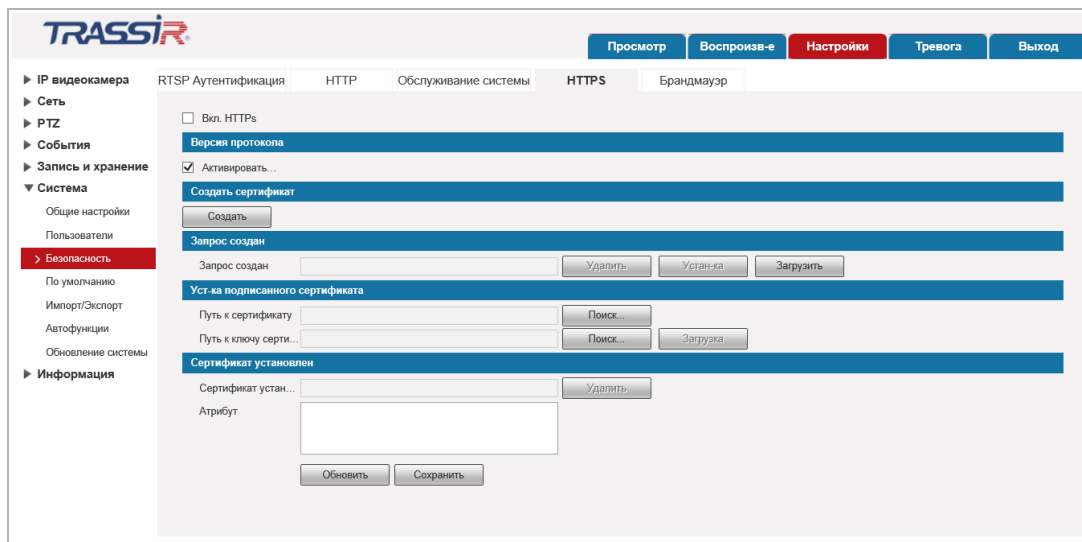 TRASSIR
Просмотр Воспроизв-е Настройки Тревога Выход
IP видеокамера
Сеть
PTZ
События
Запись и хранение
Система
Общие настройки
Пользователи
Безопасность
По умолчанию
Импорт/Экспорт
Автофункции
Обновление системы
Информация
RTSP Аутентификация HTTP Обслуживание системы HTTPS Брандмауэр
Вкл. HTTPs
Версия протокола
Активировать...
Создать сертификат
Создать
Запрос создан
Запрос создан Удалить Устан-ка Загрузить
Уст-ка подписанного сертификата
Путь к сертификату Поиск...
Путь к ключу серти... Поиск... Загрузка
Сертификат установлен
Сертификат устан... Удалить
Атрибут
Обновить Сохранить